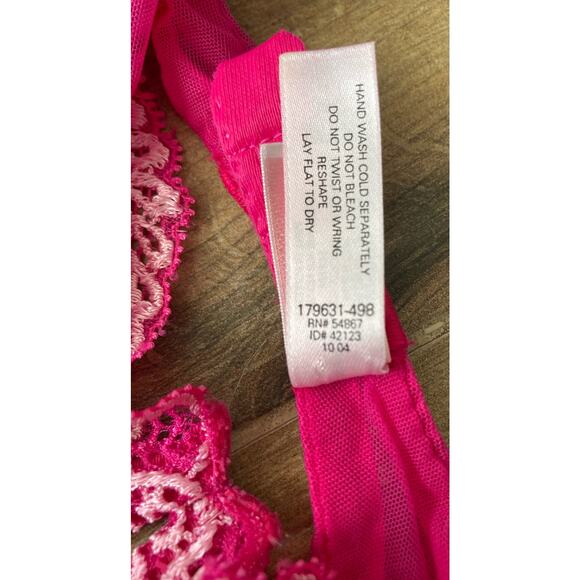 HAND WASH COLD SEPARATELY
DO NOT BLEACH
DO NOT TWIST OR WRING
RESHAPE
LAY FLAT TO DRY
179631-498
RN# 54867
ID# 42123
10 04